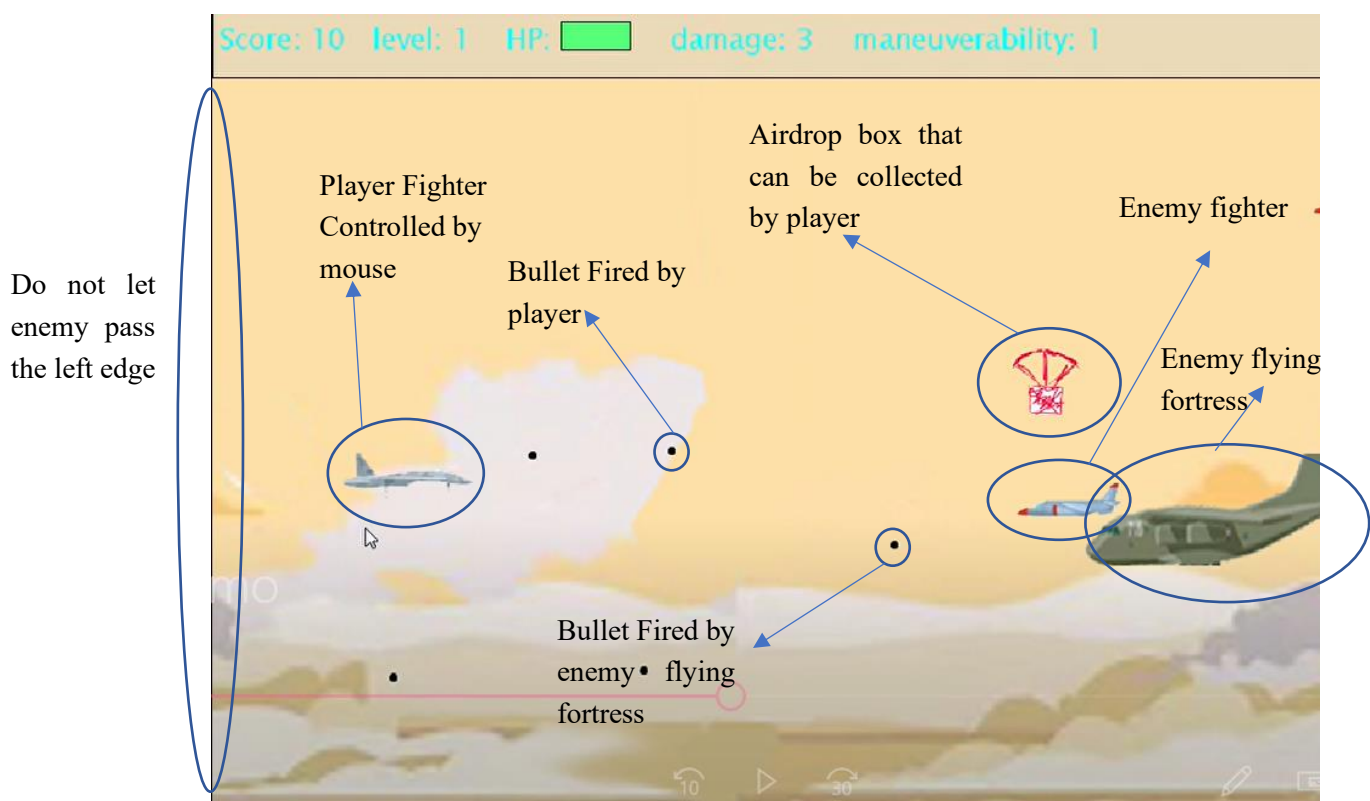 Score: 10 level: 1 HP: damage: 3 maneuverability: 1
Do not let
enemy pass
the left edge
Player Fighter
Controlled by
mouse
Bullet Fired by
player
Airdrop box that
can be collected
by player
Enemy fighter
Enemy flying
fortress
Bullet Fired by
enemy flying
fortress
mo
10
30